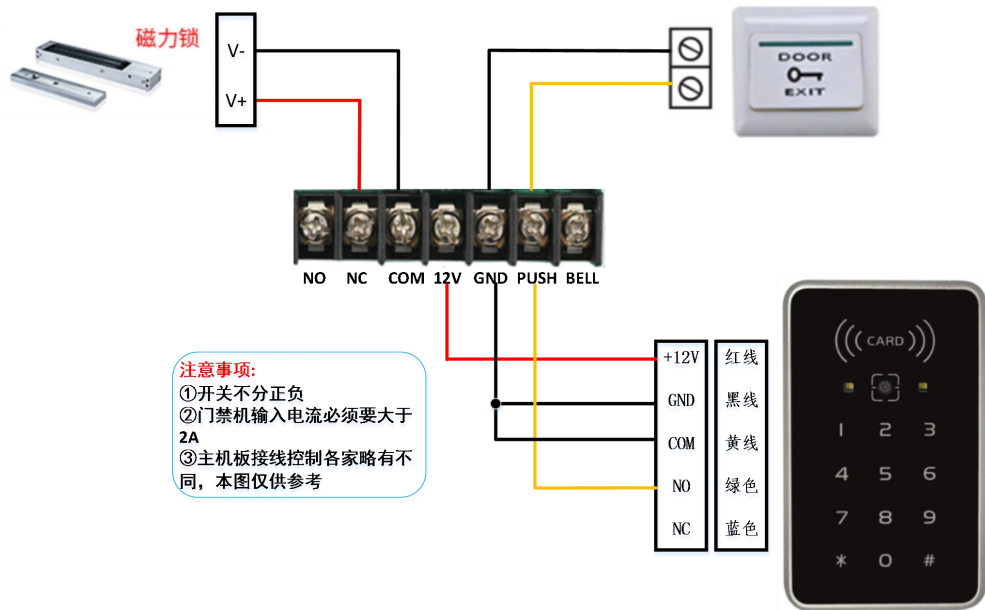 磁力锁
V-
V+
DOOR
EXIT
NO NC COM 12V GND PUSH BELL
注意事项:
①开关不分正负
②门禁机输入电流必须要大于
2A
③主机板接线控制各家略有不
同，本图仅供参考
+12V 红线
GND 黑线
COM 黄线
NO 绿色
NC 蓝色
CARD
1 2 3
4 5 6
7 8 9
* 0 #